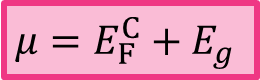 μ = E_F^C + E_g